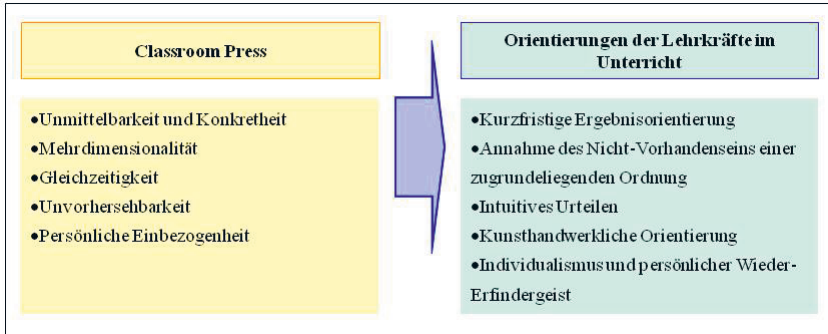 Classroom Press
•Unmittelbarkeit und Konkretheit
•Mehrdimensionalität
•Gleichzeitigkeit
•Unvorhersehbarkeit
•Persönliche Einbezogenheit
Orientierungen der Lehrkräfte im
Unterricht
•Kurzfristige Ergebnisorientierung
•Annahme des Nicht-Vorhandenseins einer
zugrundeliegenden Ordnung
•Intuitives Urteilen
•Kunsthandwerkliche Orientierung
•Individualismus und persönlicher Wieder-
Erfindergeist